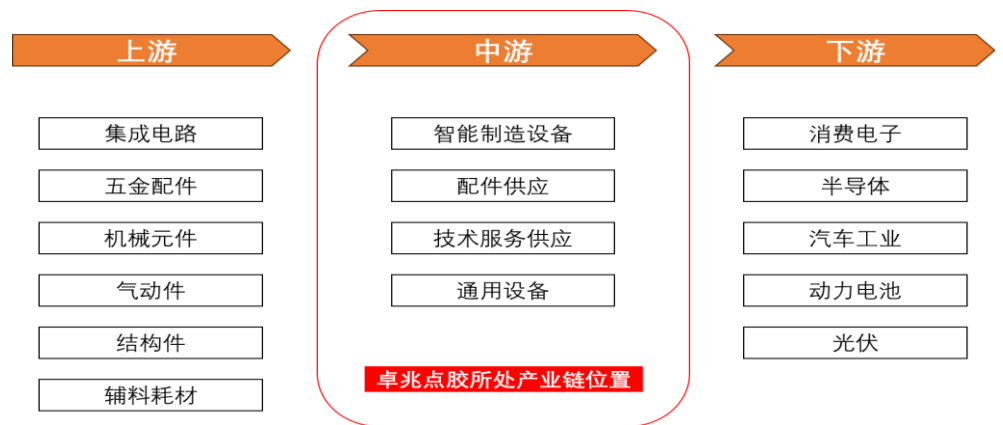 上游
集成电路
五金配件
机械元件
气动件
结构件
辅料耗材
中游
智能制造设备
配件供应
技术服务供应
通用设备
卓兆点胶所处产业链位置
下游
消费电子
半导体
汽车工业
动力电池
光伏